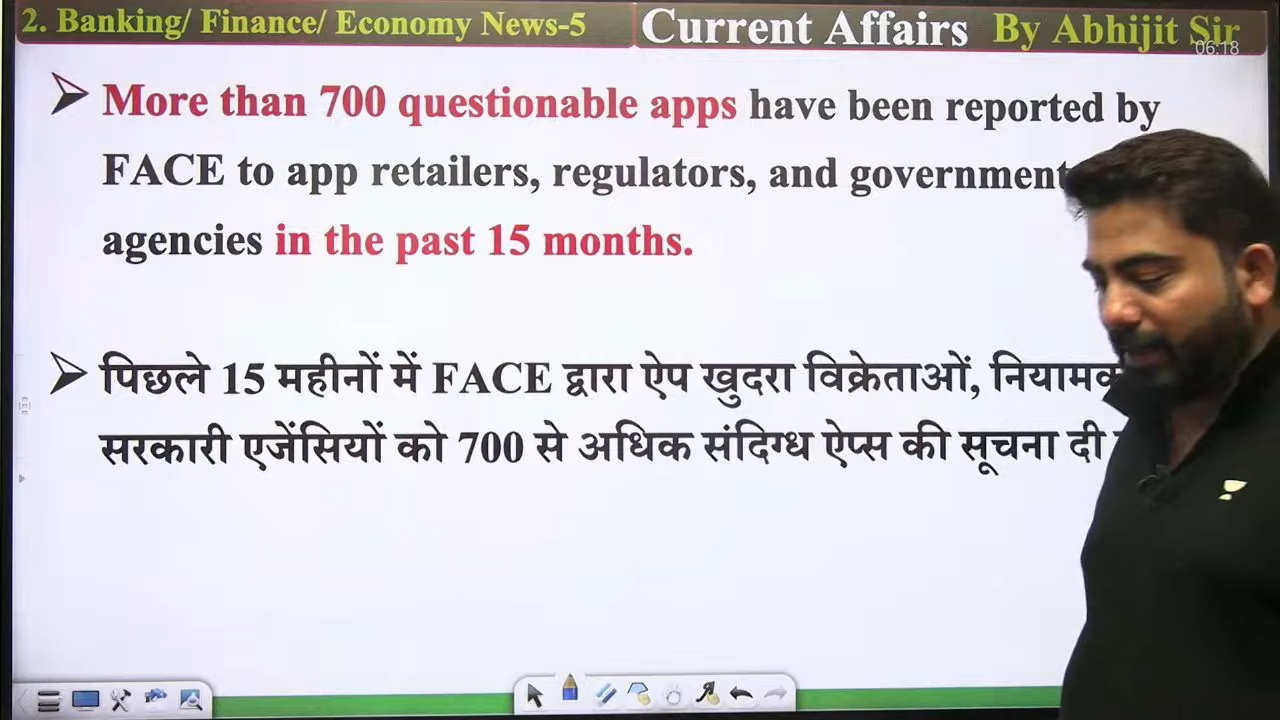 2. Banking/ Finance/ Economy News-5
Current Affairs By Abhijit Sir
06:18
More than 700 questionable apps have been reported by
FACE to app retailers, regulators, and government
agencies in the past 15 months.
पिछले 15 महीनों में FACE द्वारा ऐप खुदरा विक्रेताओं,
सरकारी एजेंसियों को 700 से अधिक संदिग्ध ऐप्स की सूचना दी